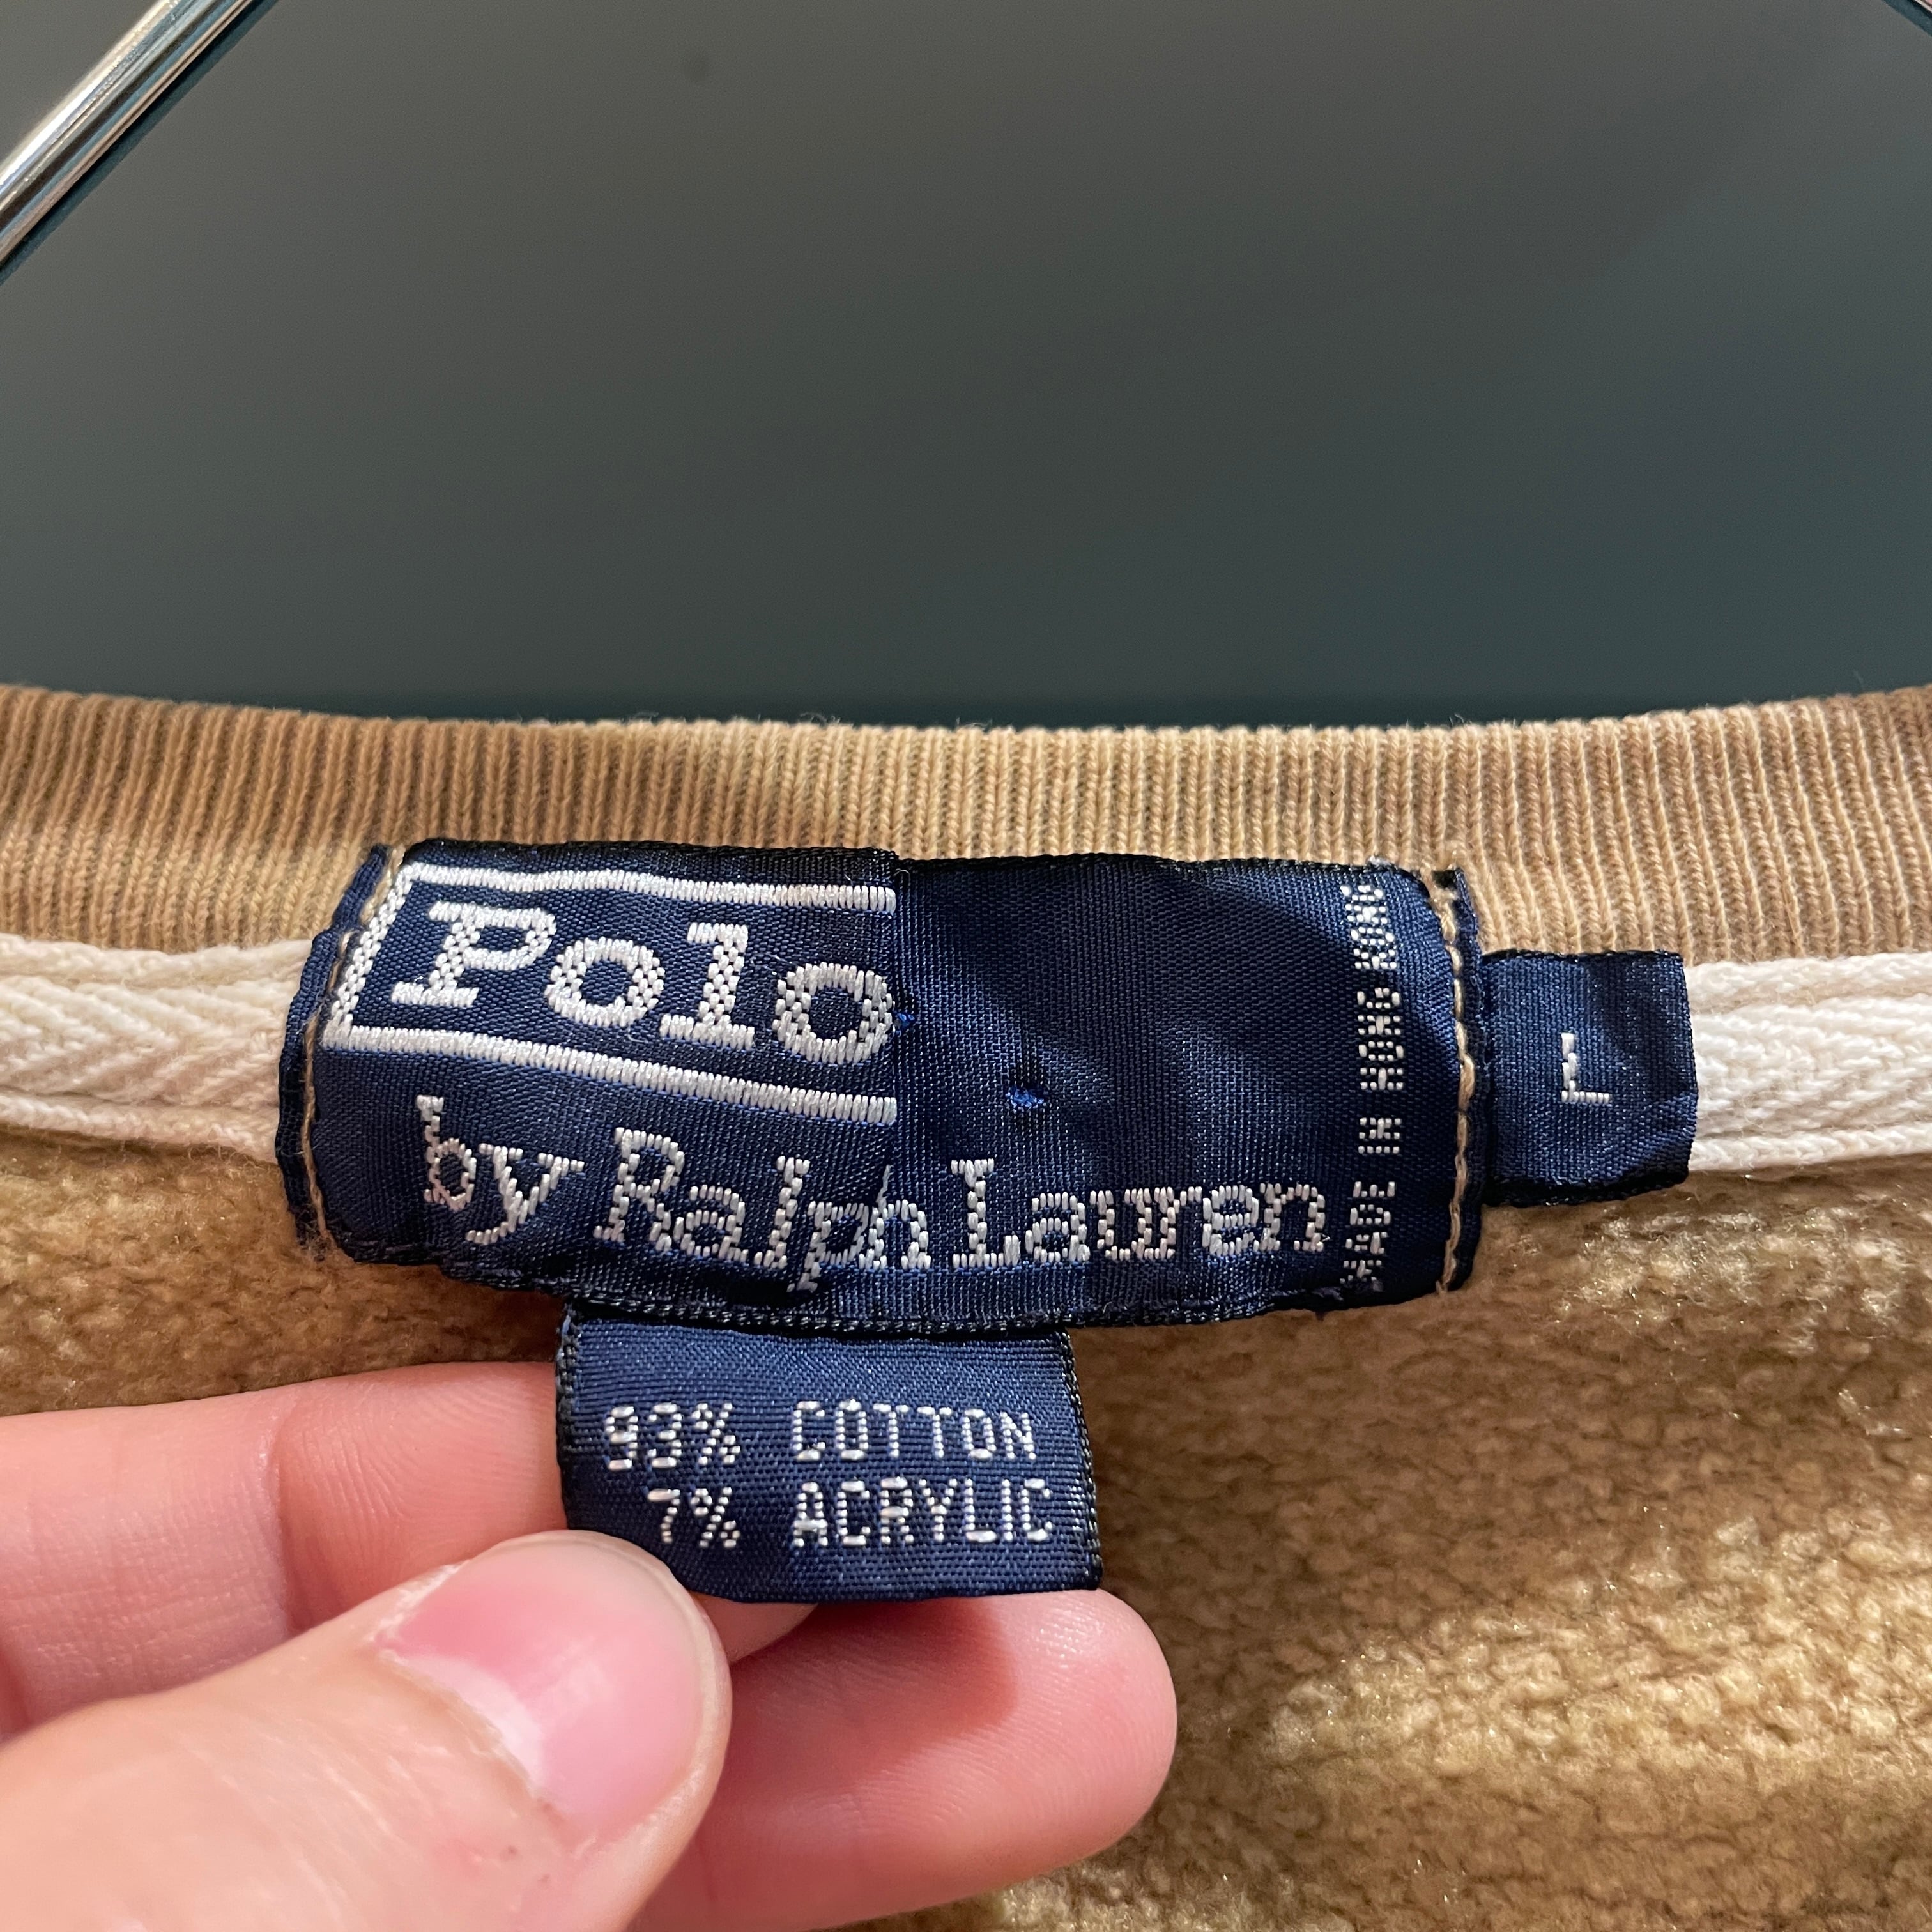 Polo
by Ralph Lauren
MADE IN HONG KONG
L
93% COTTON
7% ACRYLIC